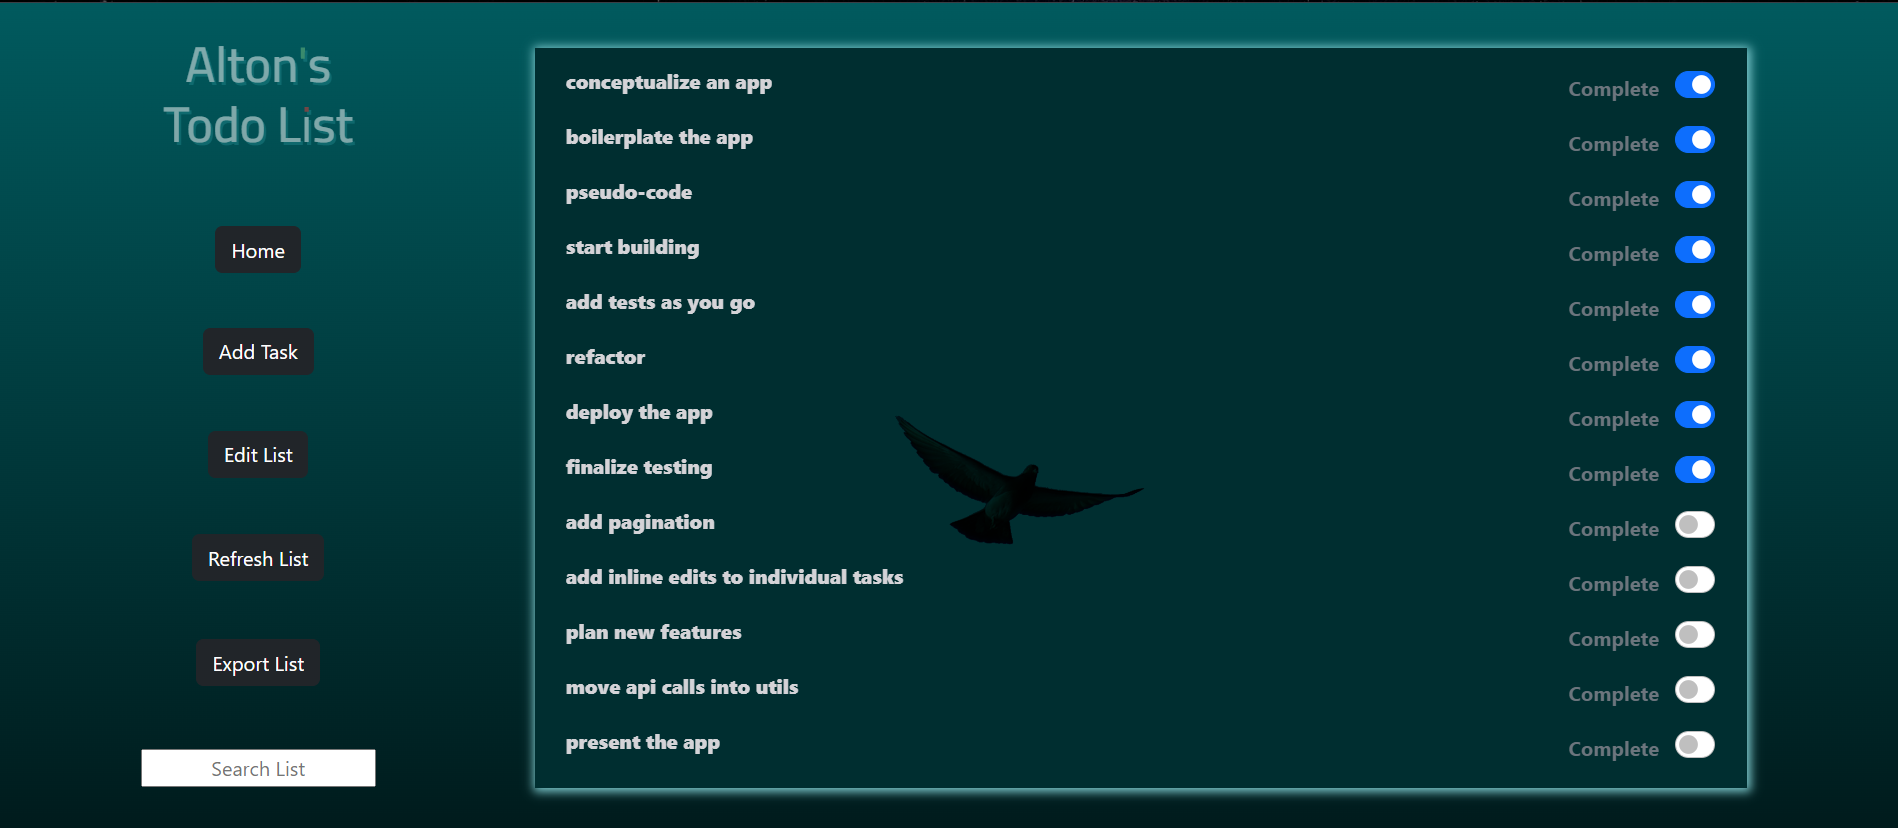 Alton's
Todo List
Home
Add Task
Edit List
Refresh List
Export List
Search List
conceptualize an app Complete
boilerplate the app Complete
pseudo-code Complete
start building Complete
add tests as you go Complete
refactor Complete
deploy the app Complete
finalize testing Complete
add pagination Complete
add inline edits to individual tasks Complete
plan new features Complete
move api calls into utils Complete
present the app Complete